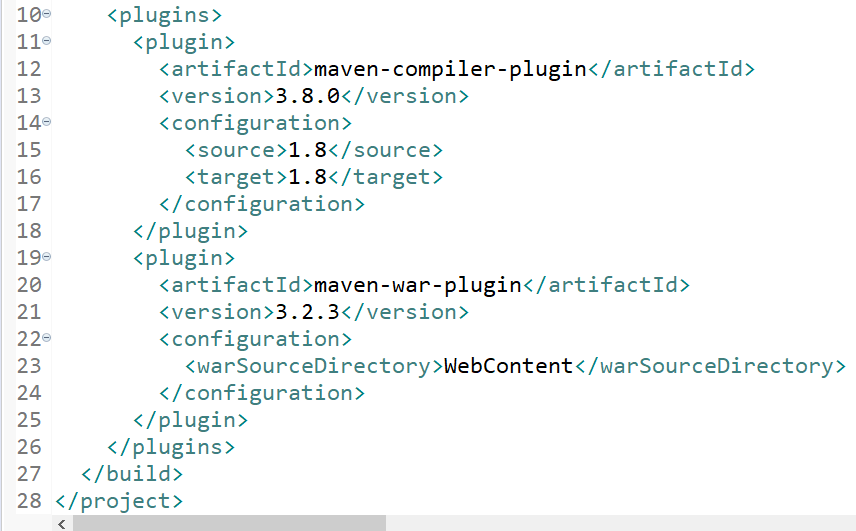 10 <plugins>
11 <plugin>
12 <artifactId>maven-compiler-plugin</artifactId>
13 <version>3.8.0</version>
14 <configuration>
15 <source>1.8</source>
16 <target>1.8</target>
17 </configuration>
18 </plugin>
19 <plugin>
20 <artifactId>maven-war-plugin</artifactId>
21 <version>3.2.3</version>
22 <configuration>
23 <warSourceDirectory>WebContent</warSourceDirectory>
24 </configuration>
25 </plugin>
26 </plugins>
27 </build>
28 </project>